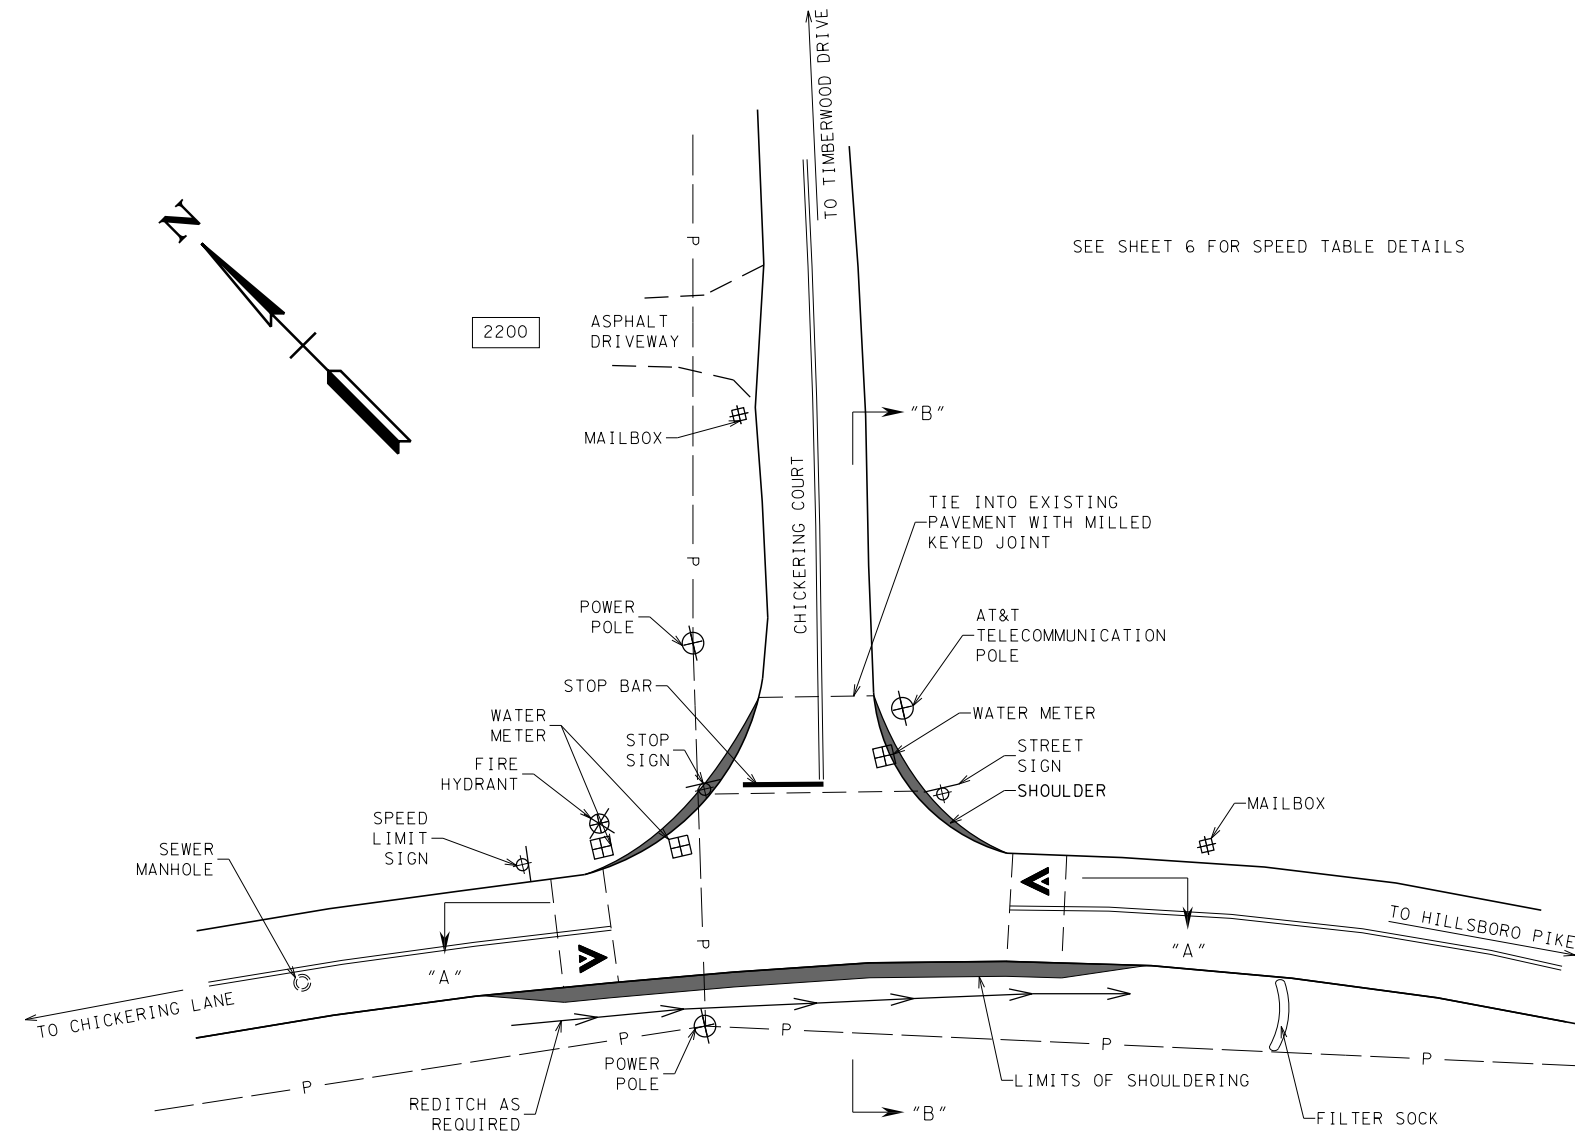 TO TIMBERWOOD DRIVE
N
SEE SHEET 6 FOR SPEED TABLE DETAILS
P
2200
ASPHALT
DRIVEWAY
MAILBOX
"B"
CHICKERING COURT
TIE INTO EXISTING
PAVEMENT WITH MILLED
KEYED JOINT
P
POWER
POLE
AT&T
TELECOMMUNICATION
POLE
STOP BAR
WATER
METER
STOP
SIGN
WATER METER
FIRE
HYDRANT
STREET
SIGN
SHOULDER
SPEED
LIMIT
SIGN
MAILBOX
SEWER
MANHOLE
TO HILLSBORO PIKE
P
"A"
"A"
TO CHICKERING LANE
P
P
P
P
P
POWER
POLE
LIMITS OF SHOULDERING
REDITCH AS
REQUIRED
"B"
FILTER SOCK